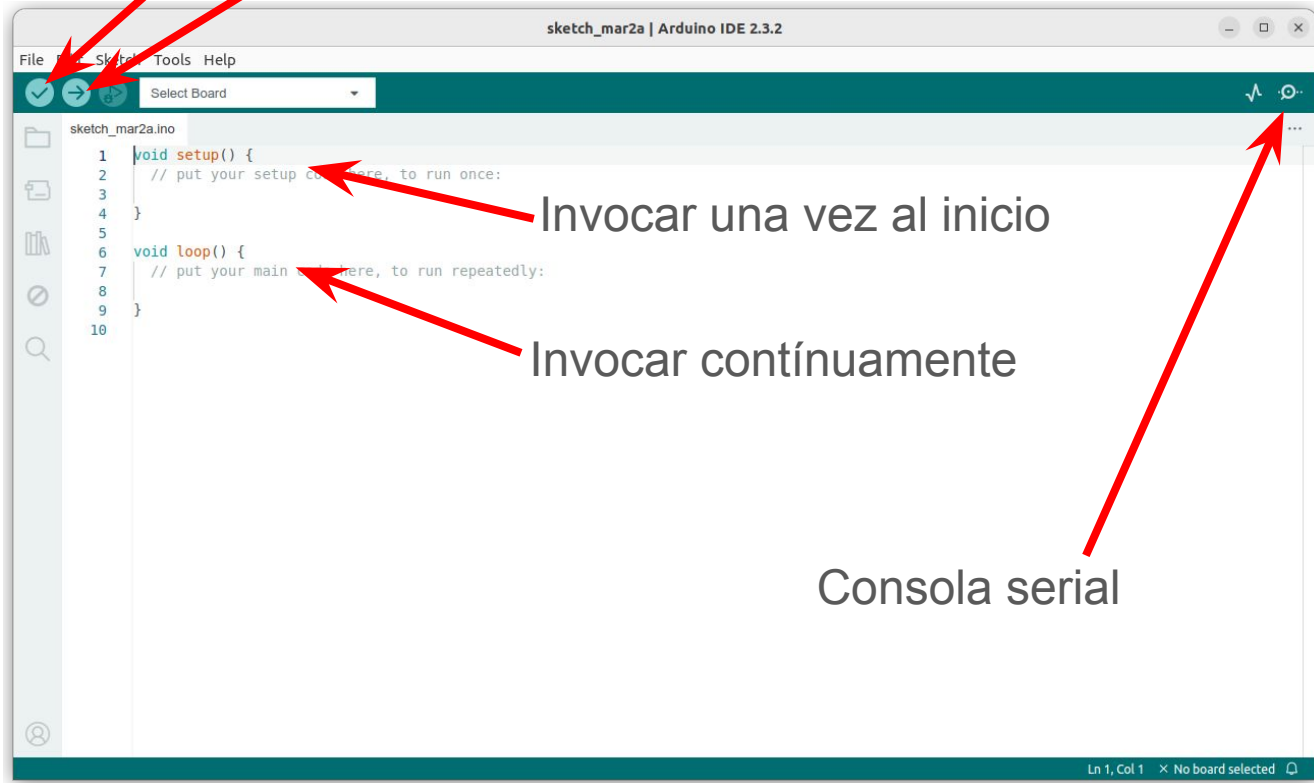 sketch_mar2a | Arduino IDE 2.3.2
File Sketch Tools Help
Select Board
sketch_mar2a.ino
1 void setup() {
2 // put your setup here, to run once:
3
4 }
5
6 void loop() {
7 // put your main here, to run repeatedly:
8
9 }
10
Invocar una vez al inicio
Invocar contínuamente
Consola serial
Ln 1, Col 1 × No board selected